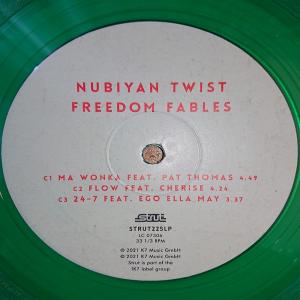 NUBIYAN TWIST
FREEDOM FABLES
C1 MA WONKA FEAT. PAT THOMAS 4.49
C2 FLOW FEAT. CHERISE 4.24
C3 24-7 FEAT. EGO ELLA MAY 3.37
Strut
STRUT225LP
LC 07306
33 1/3 RPM
℗ 2021 K7 Music GmbH
© 2021 K7 Music GmbH
Strut is part of the
!K7 label group